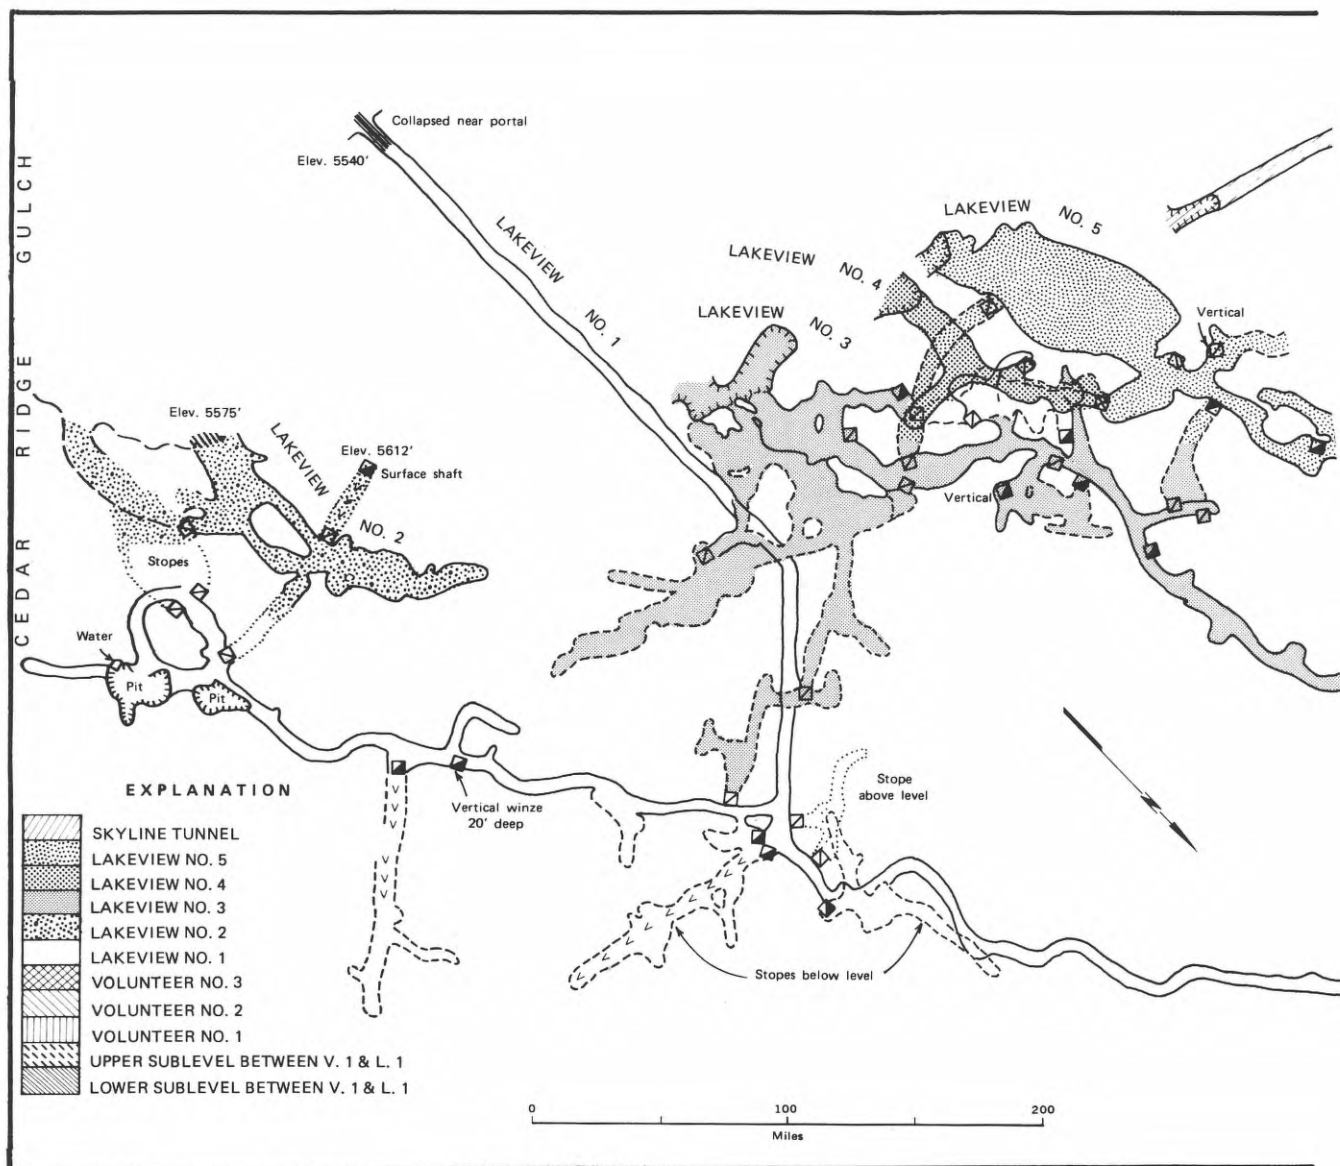 Collapsed near portal
Elev. 5540'
LAKEVIEW NO. 1
LAKEVIEW NO. 5
LAKEVIEW NO. 4
LAKEVIEW NO. 3
Vertical
CEDAR RIDGE GULCH
Elev. 5575'
LAKEVIEW NO. 2
Elev. 5612'
Surface shaft
Vertical
Stopes
Water
Pit
Pit
Vertical winze
20' deep
Stope
above level
Stopes below level
EXPLANATION
SKYLINE TUNNEL
LAKEVIEW NO. 5
LAKEVIEW NO. 4
LAKEVIEW NO. 3
LAKEVIEW NO. 2
LAKEVIEW NO. 1
VOLUNTEER NO. 3
VOLUNTEER NO. 2
VOLUNTEER NO. 1
UPPER SUBLEVEL BETWEEN V. 1 & L. 1
LOWER SUBLEVEL BETWEEN V. 1 & L. 1
0 100 200
Miles